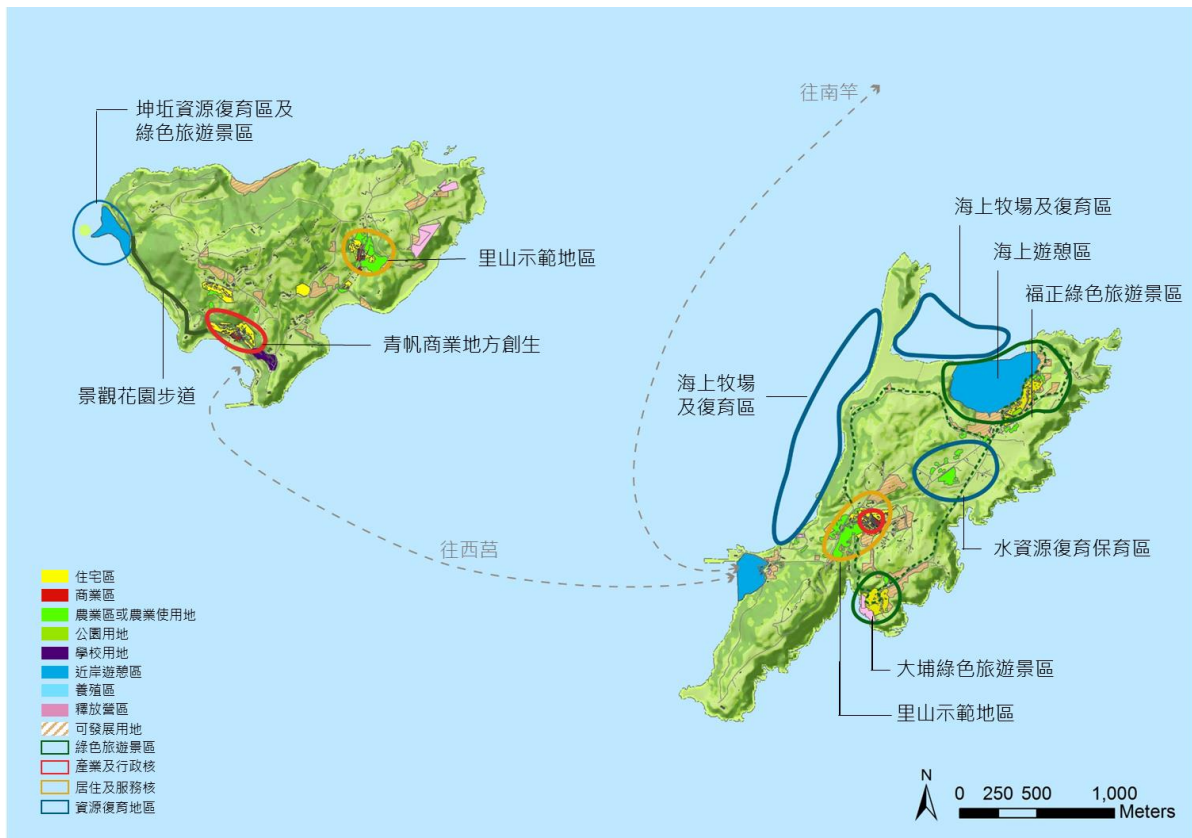 坤坵資源復育區及
綠色旅遊景區
往南竿
海上牧場及復育區
海上遊憩區
里山示範地區
福正綠色旅遊景區
青帆商業地方創生
海上牧場
及復育區
景觀花園步道
往西莒
水資源復育保育區
大埔綠色旅遊景區
里山示範地區
住宅區
商業區
農業區或農業使用地
公園用地
學校用地
近岸遊憩區
養殖區
釋放營區
可發展用地
綠色旅遊景區
產業及行政核
居住及服務核
資源復育地區
N
0 250 500 1,000
Meters